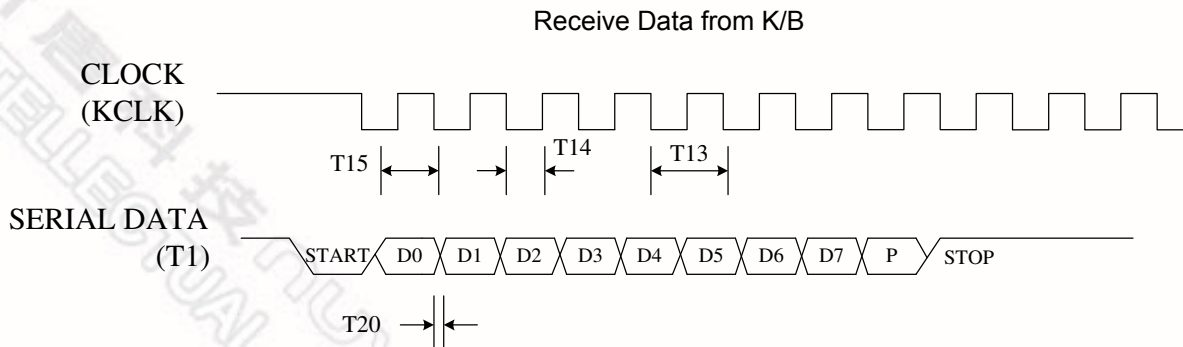 Receive Data from K/B
CLOCK
(KCLK)
T15
T14
T13
SERIAL DATA
(T1)
START D0 D1 D2 D3 D4 D5 D6 D7 P STOP
T20